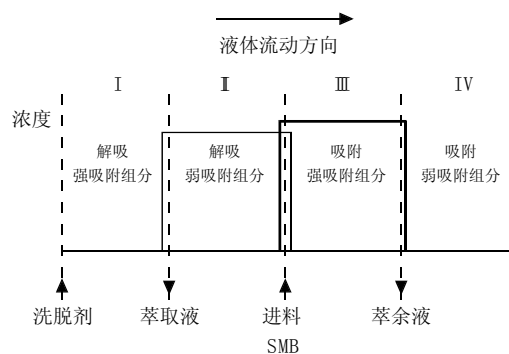 液体流动方向
Ⅰ Ⅱ Ⅲ Ⅳ
浓度
解吸 解吸 吸附 吸附
强吸附组分 弱吸附组分 强吸附组分 弱吸附组分
洗脱剂 萃取液 进料 萃余液
SMB